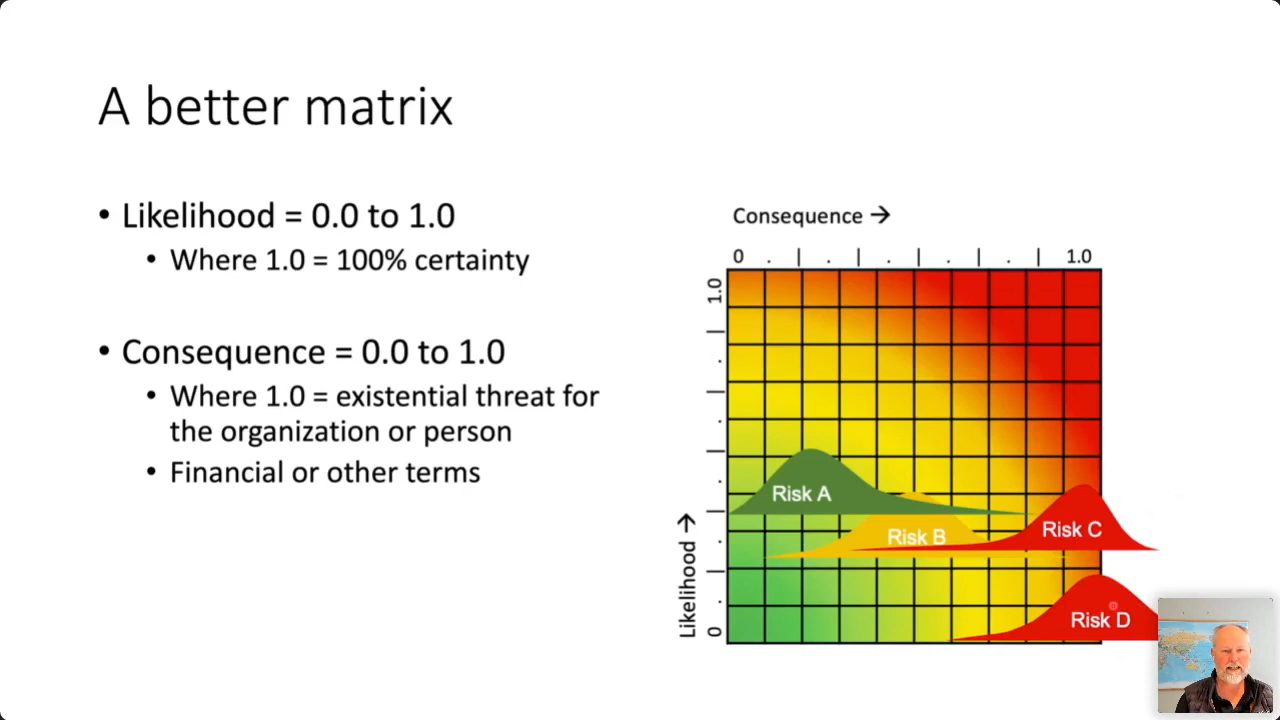 A better matrix
• Likelihood = 0.0 to 1.0
• Where 1.0 = 100% certainty
• Consequence = 0.0 to 1.0
• Where 1.0 = existential threat for
the organization or person
• Financial or other terms
Consequence →
0 . | . | . | . | . | 1.0
1.0
Likelihood →
0
Risk A
Risk B
Risk C
Risk D